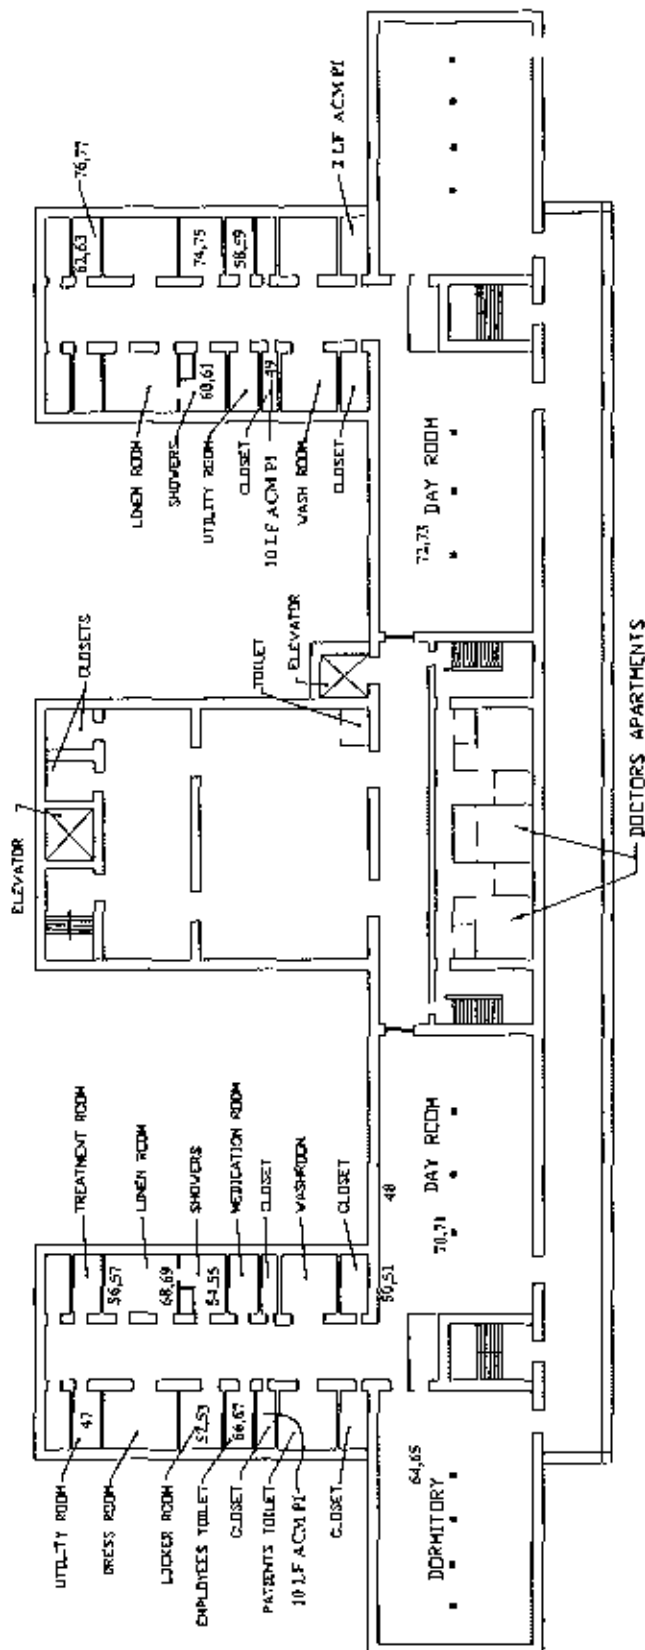 UTILITY ROOM
47
DRESS ROOM
LOCKER ROOM
52,53
EMPLOYEES TOILET
66,67
CLOSET
PATIENTS TOILET
10 LF ACM PI
CLOSET
TREATMENT ROOM
56,57
LINEN ROOM
68,69
SHOWERS
54,55
MEDICATION ROOM
CLOSET
WASHROOM
CLOSET
50,51
48
DORMITORY
64,65
70,71
DAY ROOM
ELEVATOR
CLOSETS
TOILET
ELEVATOR
DOCTORS APARTMENTS
LINEN ROOM
SHOWERS
60,61
UTILITY ROOM
CLOSET
49
10 LF ACM PI
WASH ROOM
CLOSET
62,63
76,77
74,75
58,59
LF ACM PI
72,73
DAY ROOM